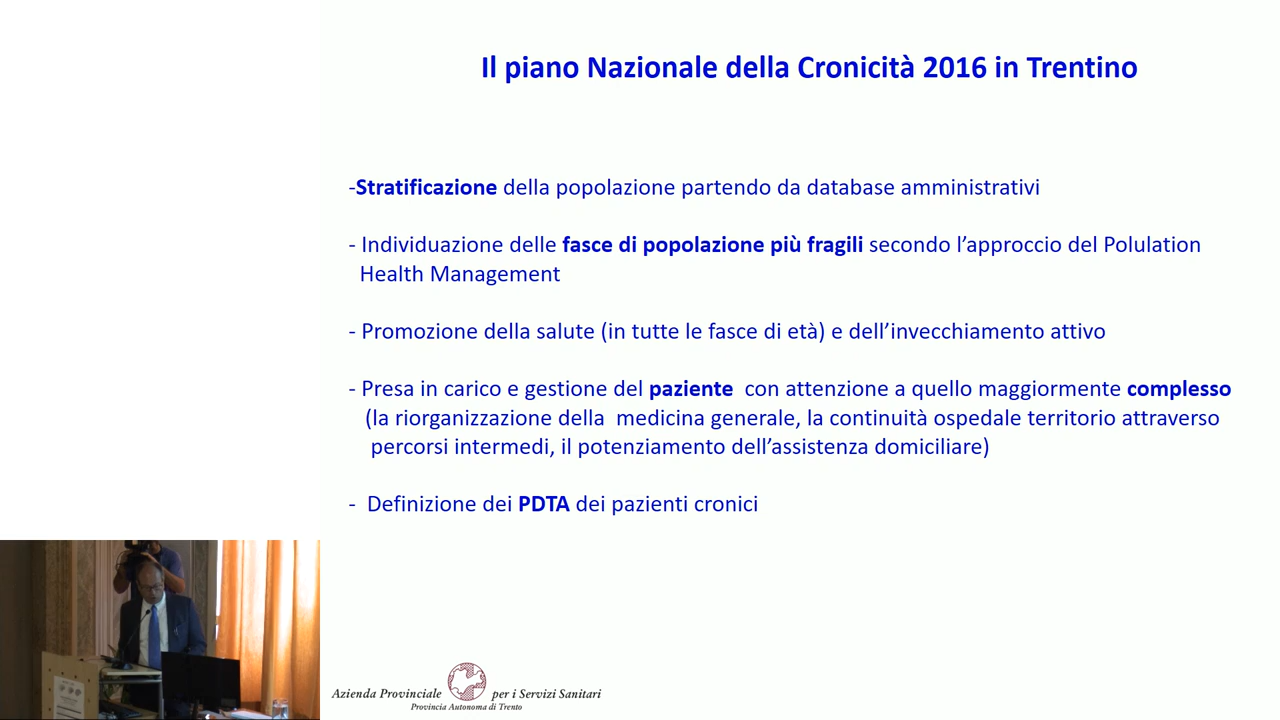 Il piano Nazionale della Cronicità 2016 in Trentino
-Stratificazione della popolazione partendo da database amministrativi
- Individuazione delle fasce di popolazione più fragili secondo l’approccio del Polulation
Health Management
- Promozione della salute (in tutte le fasce di età) e dell’invecchiamento attivo
- Presa in carico e gestione del paziente con attenzione a quello maggiormente complesso
(la riorganizzazione della medicina generale, la continuità ospedale territorio attraverso
percorsi intermedi, il potenziamento dell’assistenza domiciliare)
- Definizione dei PDTA dei pazienti cronici
Azienda Provinciale per i Servizi Sanitari
Provincia Autonoma di Trento